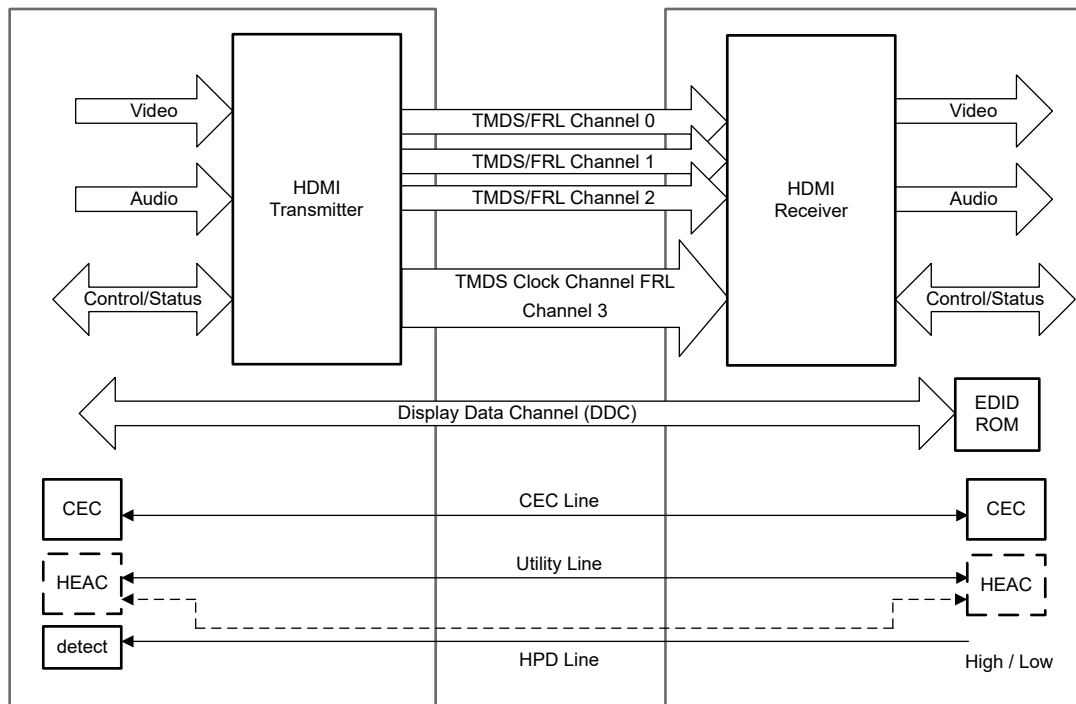 HDMI
Transmitter
HDMI
Receiver
Video
Audio
Control/Status
TMDS/FRL Channel 0
TMDS/FRL Channel 1
TMDS/FRL Channel 2
TMDS Clock Channel FRL
Channel 3
Video
Audio
Control/Status
Display Data Channel (DDC)
EDID
ROM
CEC
CEC Line
CEC
HEAC
Utility Line
HEAC
detect
HPD Line
High / Low